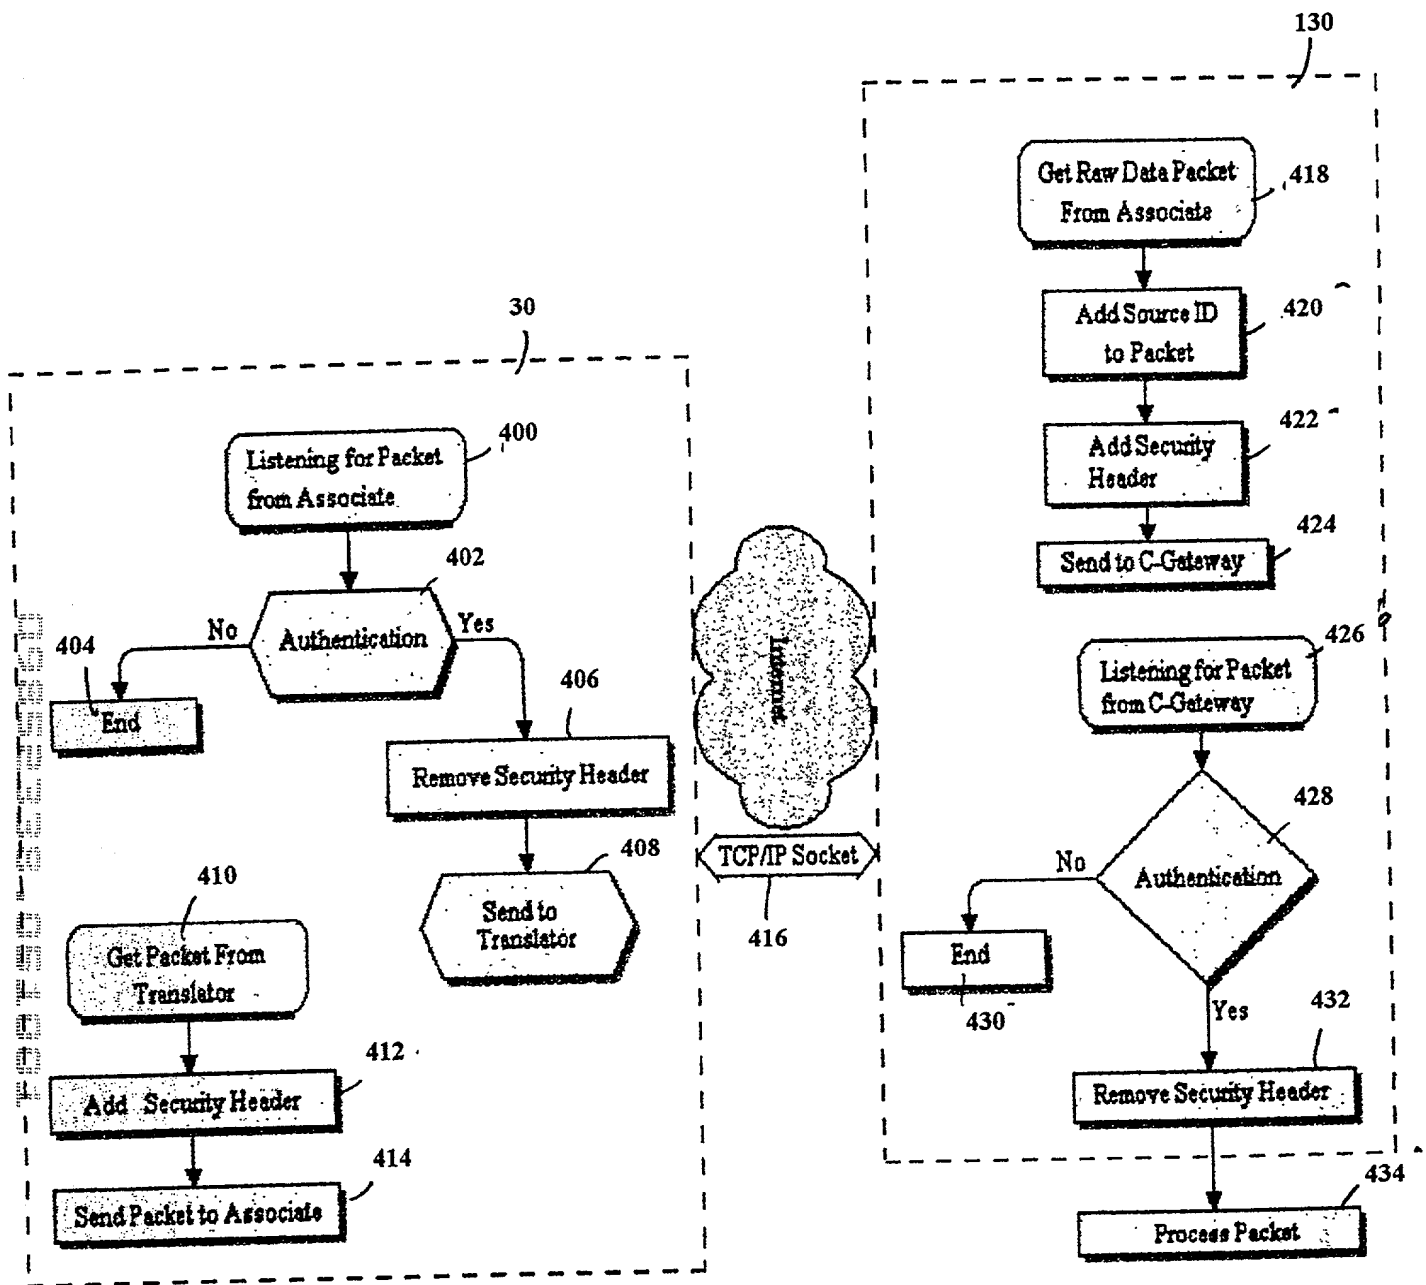 130
Get Raw Data Packet
From Associate
418
Add Source ID
to Packet
420
Add Security
Header
422
Send to C-Gateway
424
Listening for Packet
from C-Gateway
426
Authentication
428
No
End
430
Yes
Remove Security Header
432
Process Packet
434
30
Listening for Packet
from Associate
400
Authentication
402
No
End
404
Yes
Remove Security Header
406
Send to
Translator
408
Get Packet From
Translator
410
Add Security Header
412
Send Packet to Associate
414
Internet
TCP/IP Socket
416